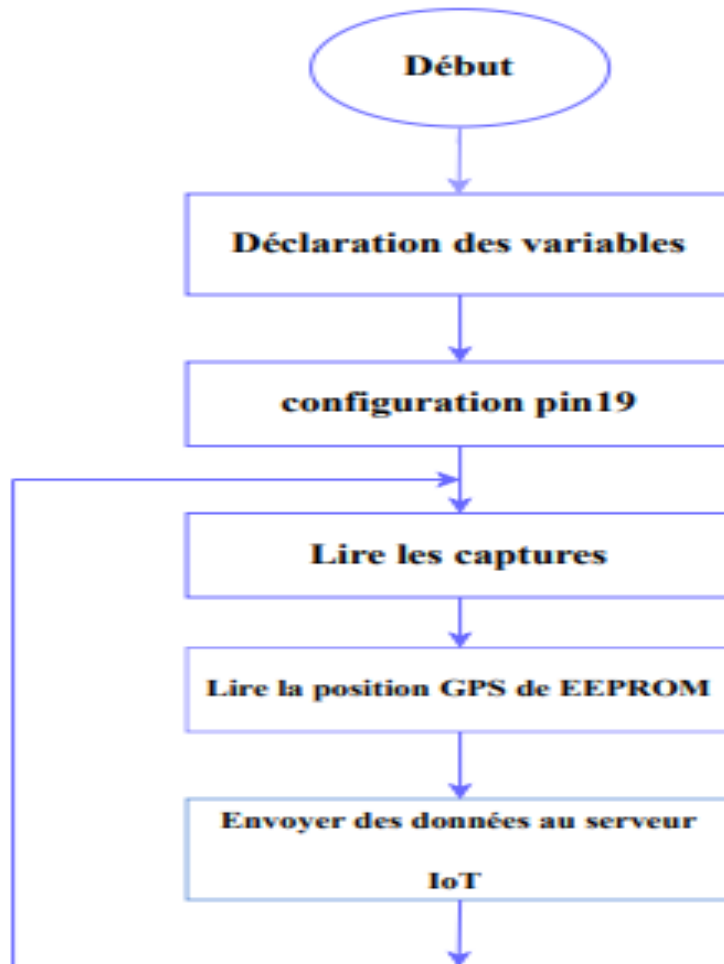 Début
Déclaration des variables
configuration pin19
Lire les captures
Lire la position GPS de EEPROM
Envoyer des données au serveur
IoT